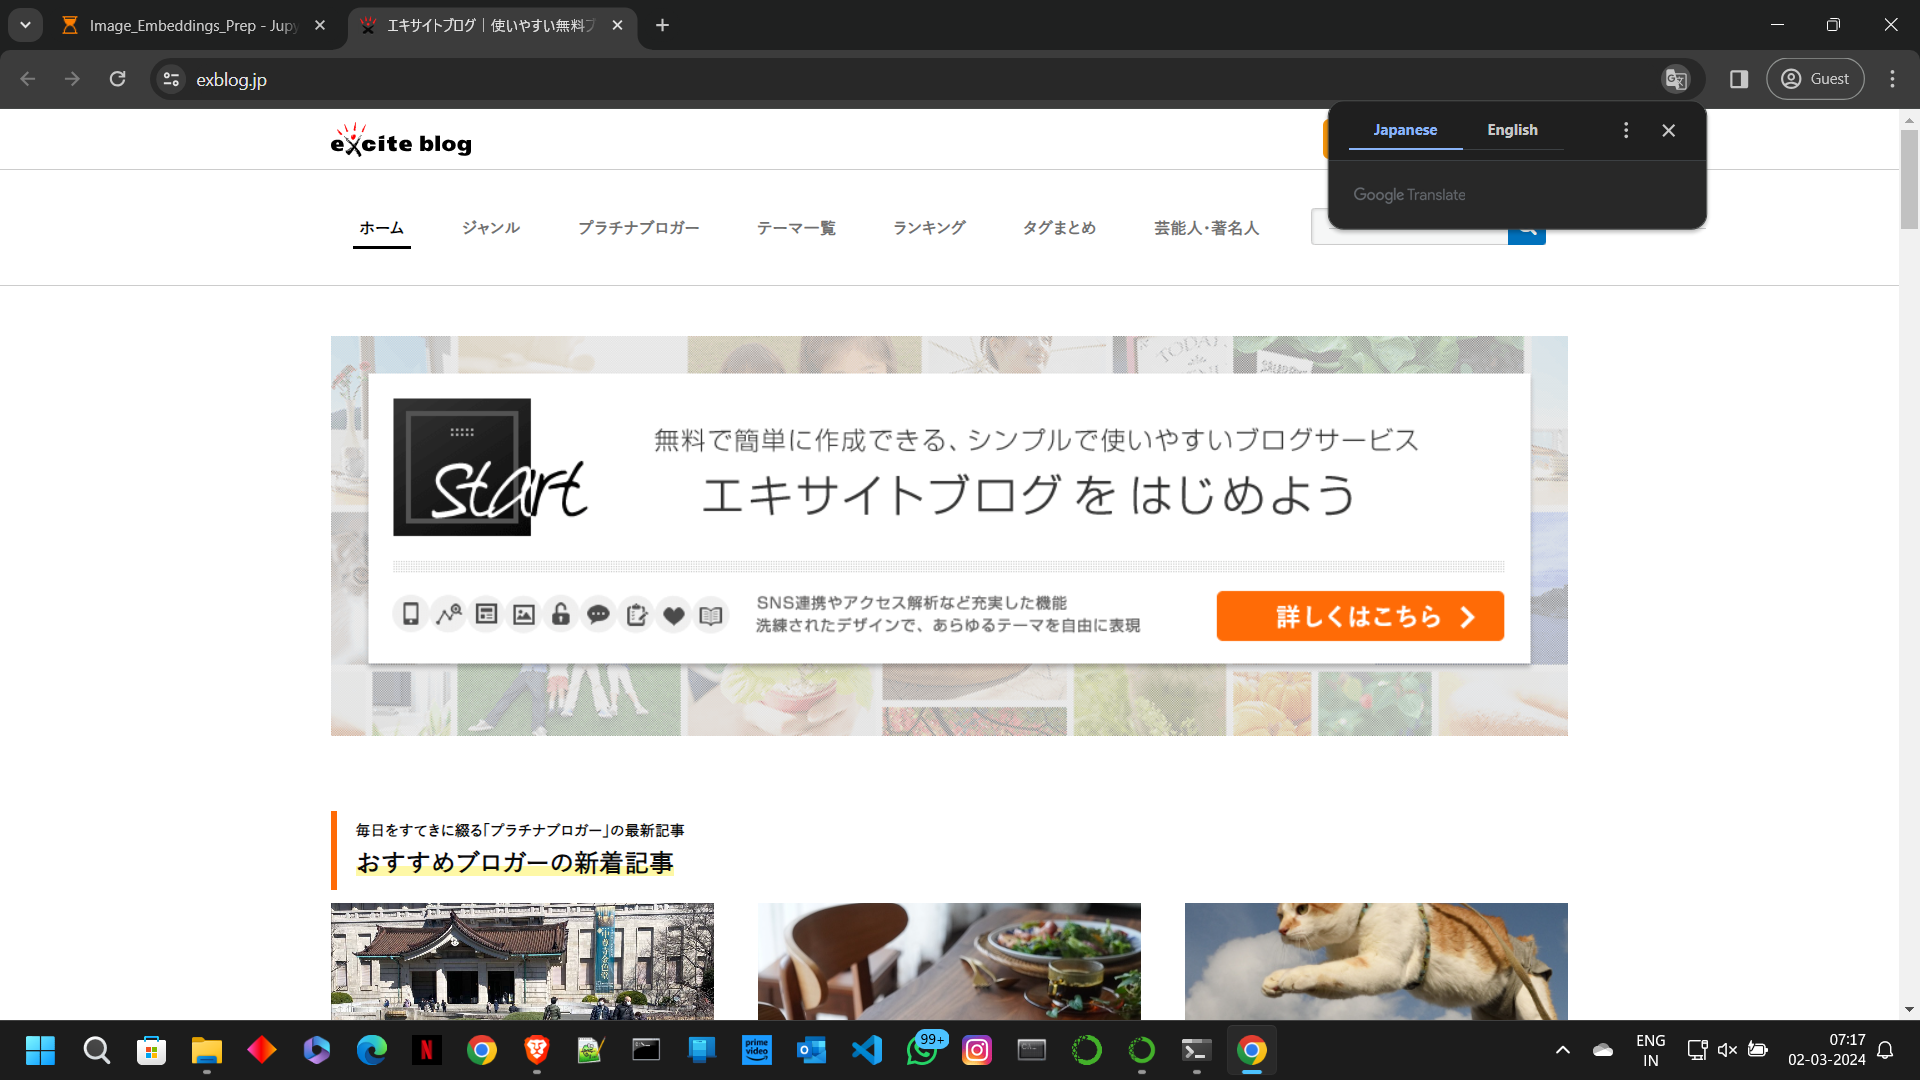 Image_Embeddings_Prep - Jupy
エキサイトブログ｜使いやすい無料ブ
exblog.jp
Guest
Japanese
English
Google Translate
excite blog
ホーム
ジャンル
プラチナブロガー
テーマ一覧
ランキング
タグまとめ
芸能人・著名人
TODAY
Start
無料で簡単に作成できる、シンプルで使いやすいブログサービス
エキサイトブログ を はじめよう
SNS連携やアクセス解析など充実した機能
洗練されたデザインで、あらゆるテーマを自由に表現
詳しくはこちら
毎日をすてきに綴る「プラチナブロガー」の最新記事
おすすめブロガーの新着記事
prime
video
99+
ENG
IN
07:17
02-03-2024